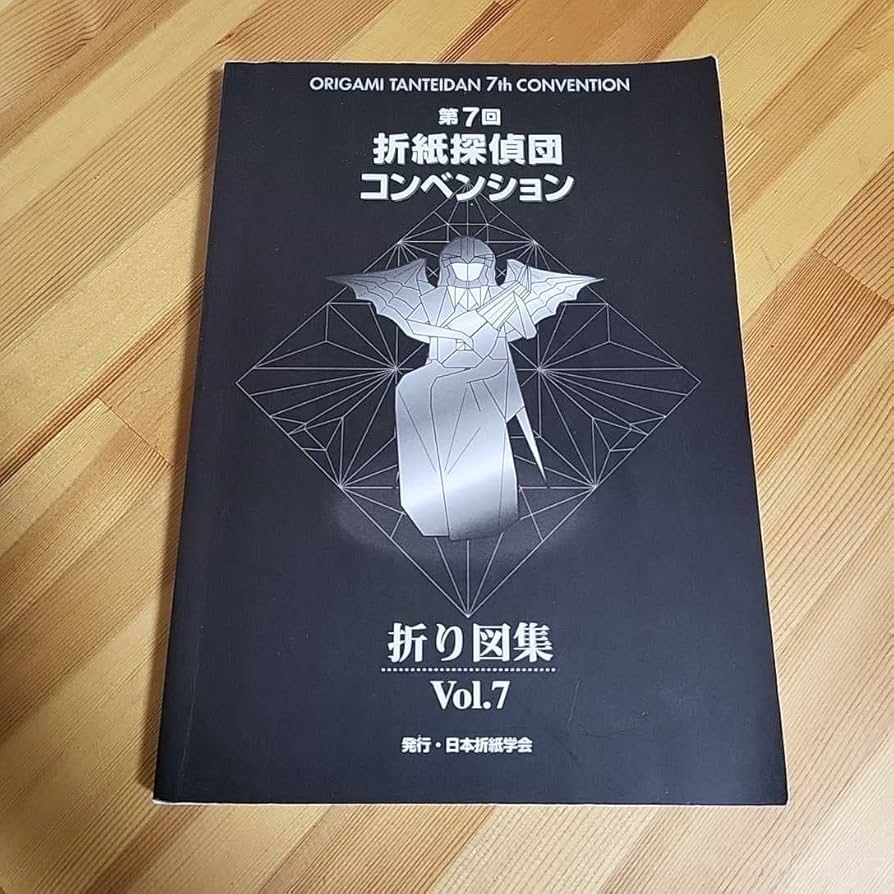 ORIGAMI TANTEIDAN 7th CONVENTION
第7回
折紙探偵団
コンベンション
折り図集
Vol.7
発行・日本折紙学会